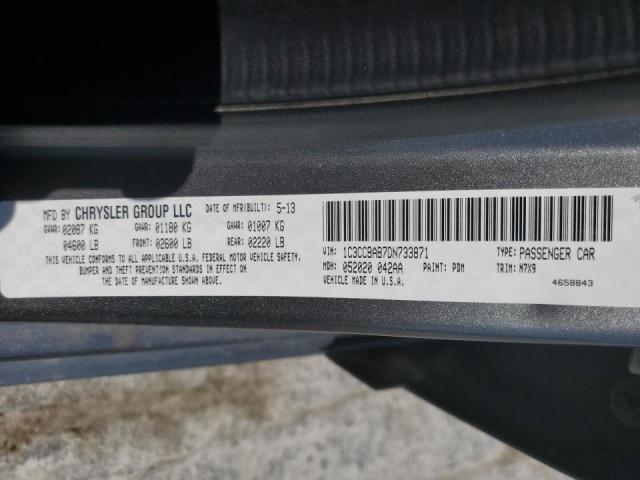 MFD BY CHRYSLER GROUP LLC DATE OF MFR(BUILT): 5-13
GVWR: 02087 KG GAWR: 01180 KG GAWR: 01007 KG
04600 LB FRONT: 02600 LB REAR: 02220 LB
THIS VEHICLE CONFORMS TO ALL APPLICABLE U.S.A. FEDERAL MOTOR VEHICLE SAFETY,
BUMPER AND THEFT PREVENTION STANDARDS IN EFFECT ON THE
DATE OF MANUFACTURE SHOWN ABOVE.
VIN: 1C3CCBAB7DN733871 TYPE: PASSENGER CAR
MDH: 052020 042AA PAINT: PDM TRIM: N7X9
VEHICLE MADE IN U.S.A. 4658843